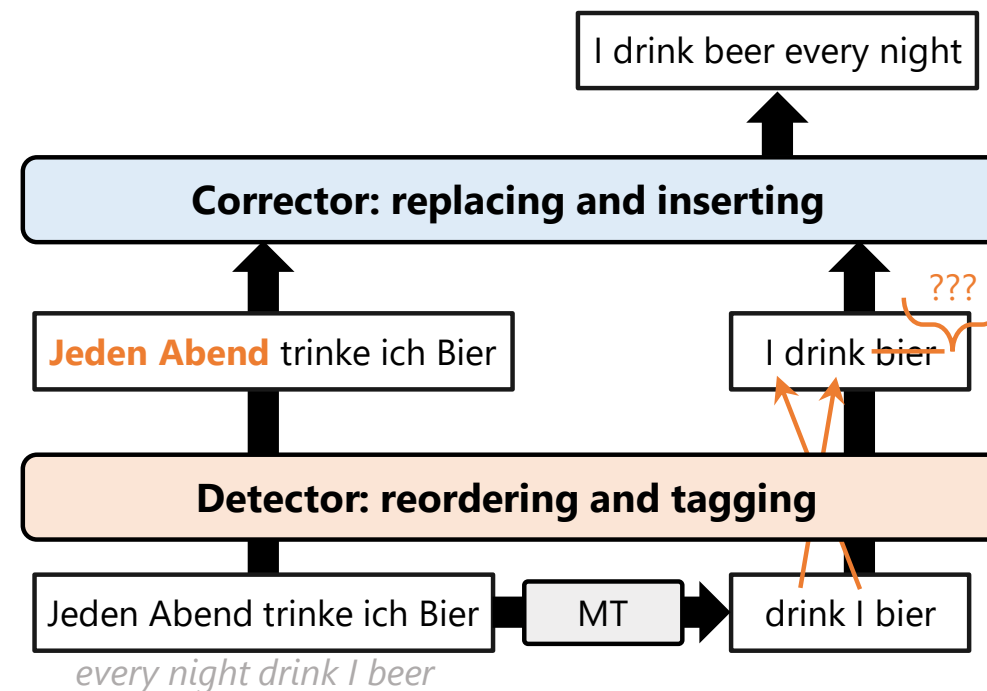 I drink beer every night
Corrector: replacing and inserting
???
Jeden Abend trinke ich Bier
I drink bier
Detector: reordering and tagging
Jeden Abend trinke ich Bier
MT
drink I bier
every night drink I beer